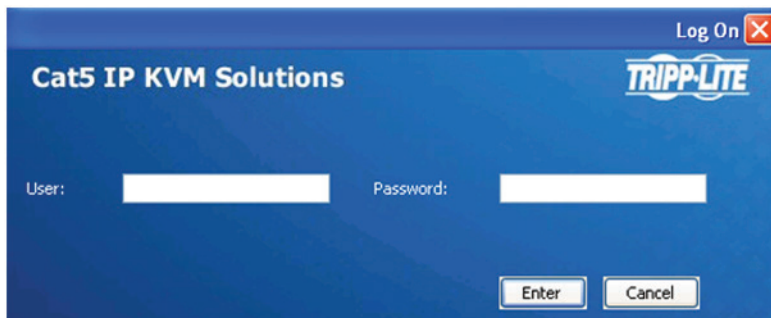 Log On
Cat5 IP KVM Solutions
TRIPP·LITE
User:
Password:
Enter
Cancel